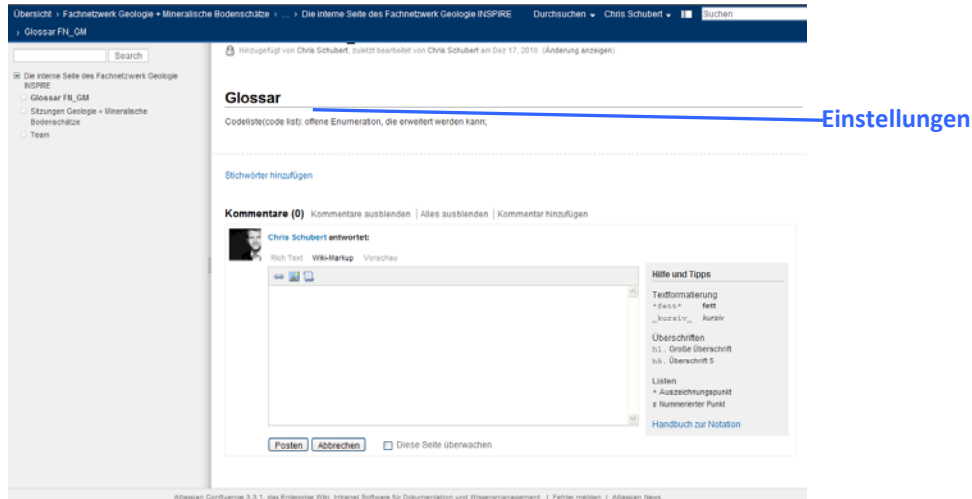 Übersicht › Fachnetzwerk Geologie + Mineralische Bodenschätze › ... › Die interne Seite des Fachnetzwerk Geologie INSPIRE Durchsuchen Chris Schubert Suchen
› Glossar FN_GM
Search
Hinzugefügt von Chris Schubert, zuletzt bearbeitet von Chris Schubert am Dez 17, 2010 (Änderung anzeigen)
Die interne Seite des Fachnetzwerk Geologie
INSPIRE
Glossar FN_GM
Sitzungen Geologie + Mineralische
Bodenschätze
Team
Glossar
Codeliste(code list): offene Enumeration, die erweitert werden kann;
Einstellungen
Stichwörter hinzufügen
Kommentare (0) Kommentare ausblenden | Alles ausblenden | Kommentar hinzufügen
Chris Schubert antwortet:
Rich Text Wiki-Markup Vorschau
Hilfe und Tipps
Textformatierung
*fett* fett
_kursiv_ kursiv
Überschriften
h1. Große Überschrift
h5. Überschrift 5
Listen
* Auszeichnungspunkt
# Nummerierter Punkt
Handbuch zur Notation
Posten Abbrechen Diese Seite überwachen
Atlassian Confluence 3.3.1, das Enterprise Wiki, Intranet Software für Dokumentation und Wissensmanagement. | Fehler melden | Atlassian News